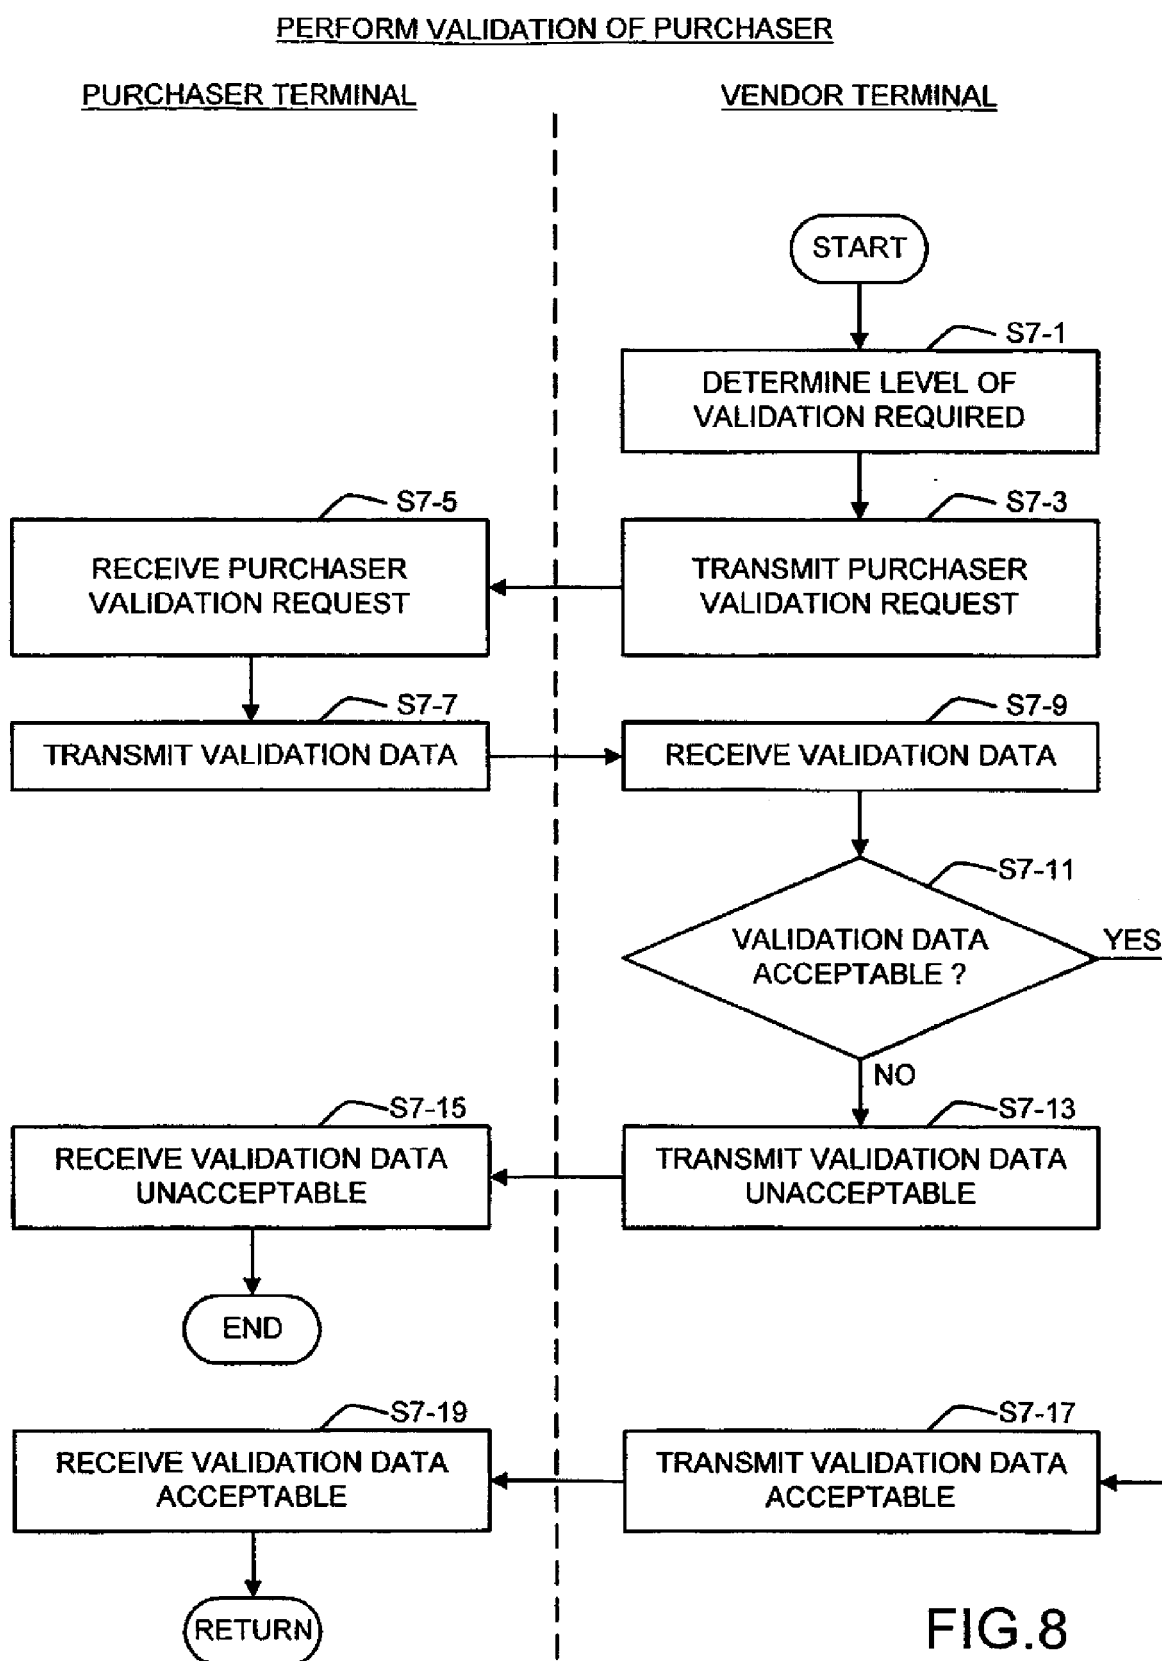 PERFORM VALIDATION OF PURCHASER
PURCHASER TERMINAL
VENDOR TERMINAL
START
S7-1
DETERMINE LEVEL OF
VALIDATION REQUIRED
S7-5
RECEIVE PURCHASER
VALIDATION REQUEST
S7-3
TRANSMIT PURCHASER
VALIDATION REQUEST
S7-7
TRANSMIT VALIDATION DATA
S7-9
RECEIVE VALIDATION DATA
S7-11
VALIDATION DATA
ACCEPTABLE ?
YES
NO
S7-15
RECEIVE VALIDATION DATA
UNACCEPTABLE
S7-13
TRANSMIT VALIDATION DATA
UNACCEPTABLE
END
S7-19
RECEIVE VALIDATION DATA
ACCEPTABLE
S7-17
TRANSMIT VALIDATION DATA
ACCEPTABLE
RETURN
FIG.8